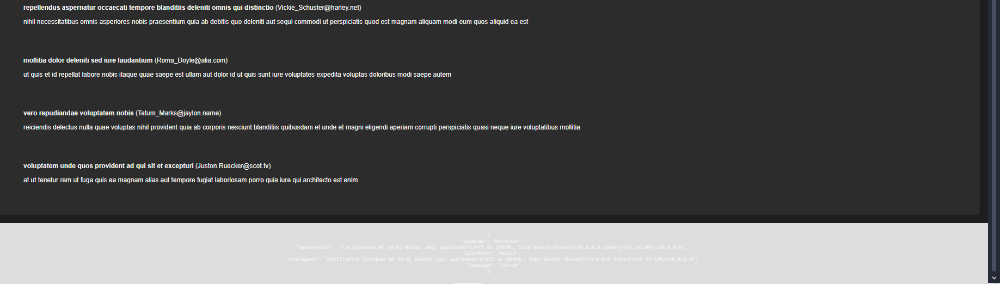 repellendus aspernatur occaecati tempore blanditiis deleniti omnis qui distinctio (Vickie_Schuster@harley.net)
nihil necessitatibus omnis asperiores nobis praesentium quia ab debitis quo deleniti aut sequi commodi ut perspiciatis quod est magnam aliquam modi eum quos aliquid ea est
mollitia dolor deleniti sed iure laudantium (Roma_Doyle@alia.com)
ut quis et id repellat labore nobis itaque quae saepe est ullam aut dolor id ut quis sunt iure voluptates expedita voluptas doloribus modi saepe autem
vero repudiandae voluptatem nobis (Tatum_Marks@jaylon.name)
reiciendis delectus nulla quae voluptas nihil provident quia ab corporis nesciunt blanditiis quibusdam et unde et magni eligendi aperiam corrupti perspiciatis quasi neque iure voluptatibus mollitia
voluptatem unde quos provident ad qui sit et excepturi (Juston.Ruecker@scot.tv)
at ut tenetur rem ut fuga quis ea magnam alias aut tempore fugiat laboriosam porro quia iure qui architecto est enim
{
"appName": "Netscape",
"appVersion": "5.0 (Windows NT 10.0; Win64; x64) AppleWebKit/537.36 (KHTML, like Gecko) Chrome/133.0.0.0 Safari/537.36 OPR/118.0.0.0",
"platform": "Win32",
"userAgent": "Mozilla/5.0 (Windows NT 10.0; Win64; x64) AppleWebKit/537.36 (KHTML, like Gecko) Chrome/133.0.0.0 Safari/537.36 OPR/118.0.0.0",
"language": "uk-UA"
}